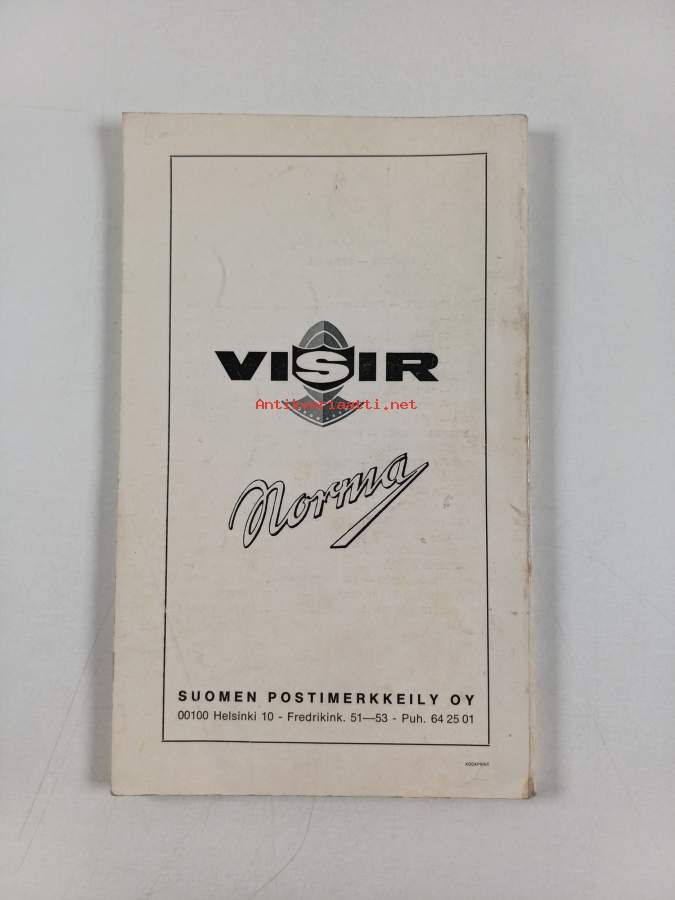 VISIR
Antikvariaatti.net
Norma
SUOMEN POSTIMERKKEILY OY
00100 Helsinki 10 - Fredrikink. 51—53 - Puh. 64 25 01